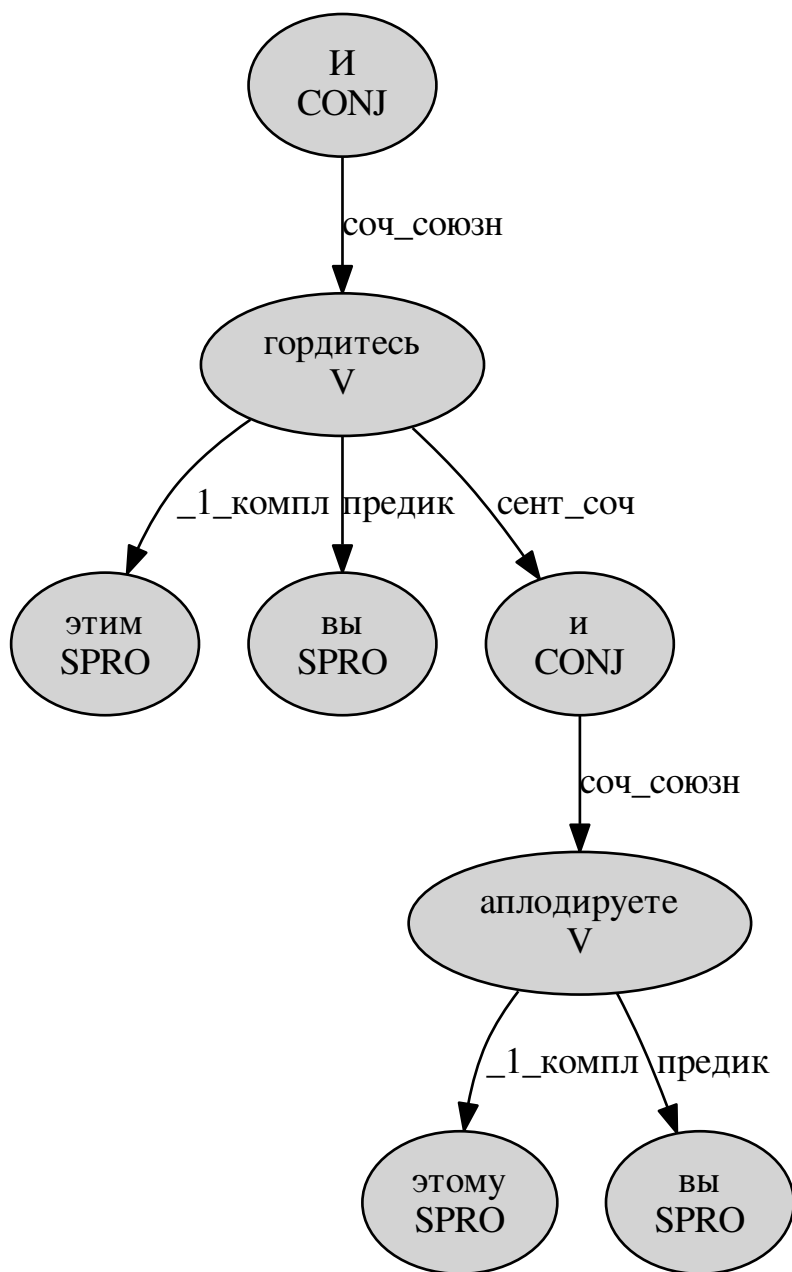 И
CONJ
соч_союзн
гордитесь
V
_1_компл
предик
сент_соч
этим
SPRO
вы
SPRO
и
CONJ
соч_союзн
аплодируете
V
_1_компл
предик
этому
SPRO
вы
SPRO